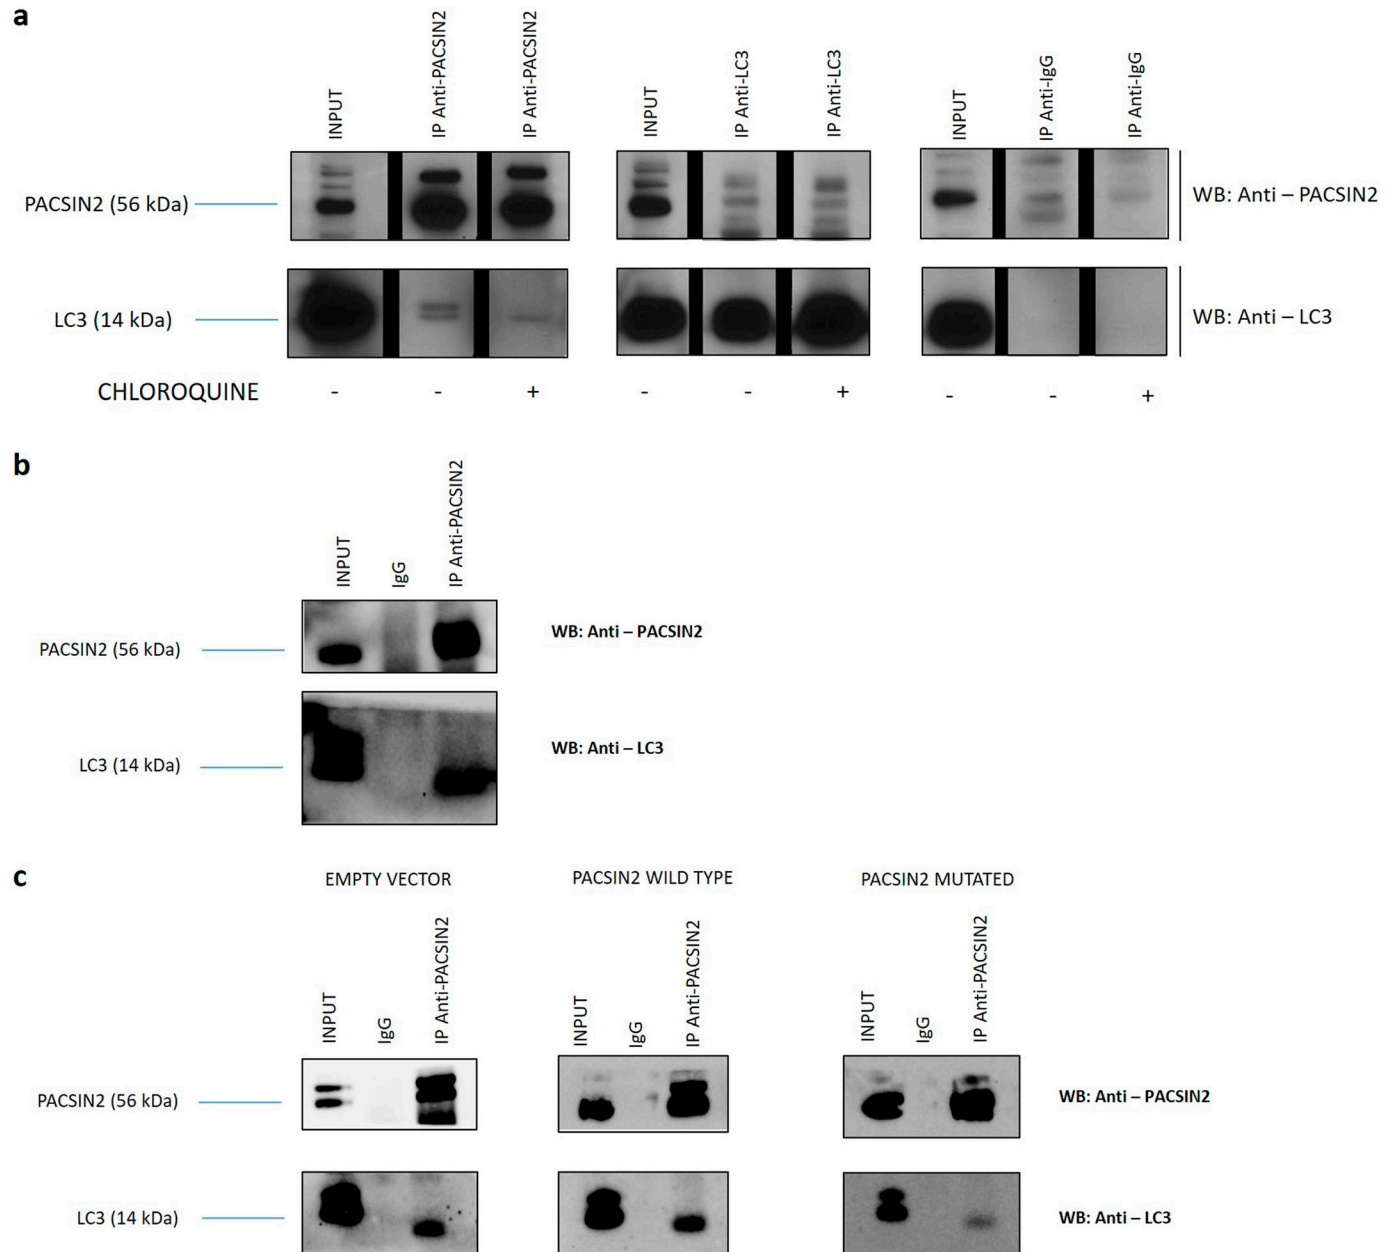 a
INPUT
IP Anti-PACSIN2
IP Anti-PACSIN2
INPUT
IP Anti-LC3
IP Anti-LC3
INPUT
IP Anti-IgG
IP Anti-IgG
PACSIN2 (56 kDa)
WB: Anti – PACSIN2
LC3 (14 kDa)
WB: Anti – LC3
CHLOROQUINE - - + - - + - - +
b
INPUT
IgG
IP Anti-PACSIN2
PACSIN2 (56 kDa)
WB: Anti – PACSIN2
LC3 (14 kDa)
WB: Anti – LC3
c
EMPTY VECTOR
PACSIN2 WILD TYPE
PACSIN2 MUTATED
INPUT
IgG
IP Anti-PACSIN2
INPUT
IgG
IP Anti-PACSIN2
INPUT
IgG
IP Anti-PACSIN2
PACSIN2 (56 kDa)
WB: Anti – PACSIN2
LC3 (14 kDa)
WB: Anti – LC3